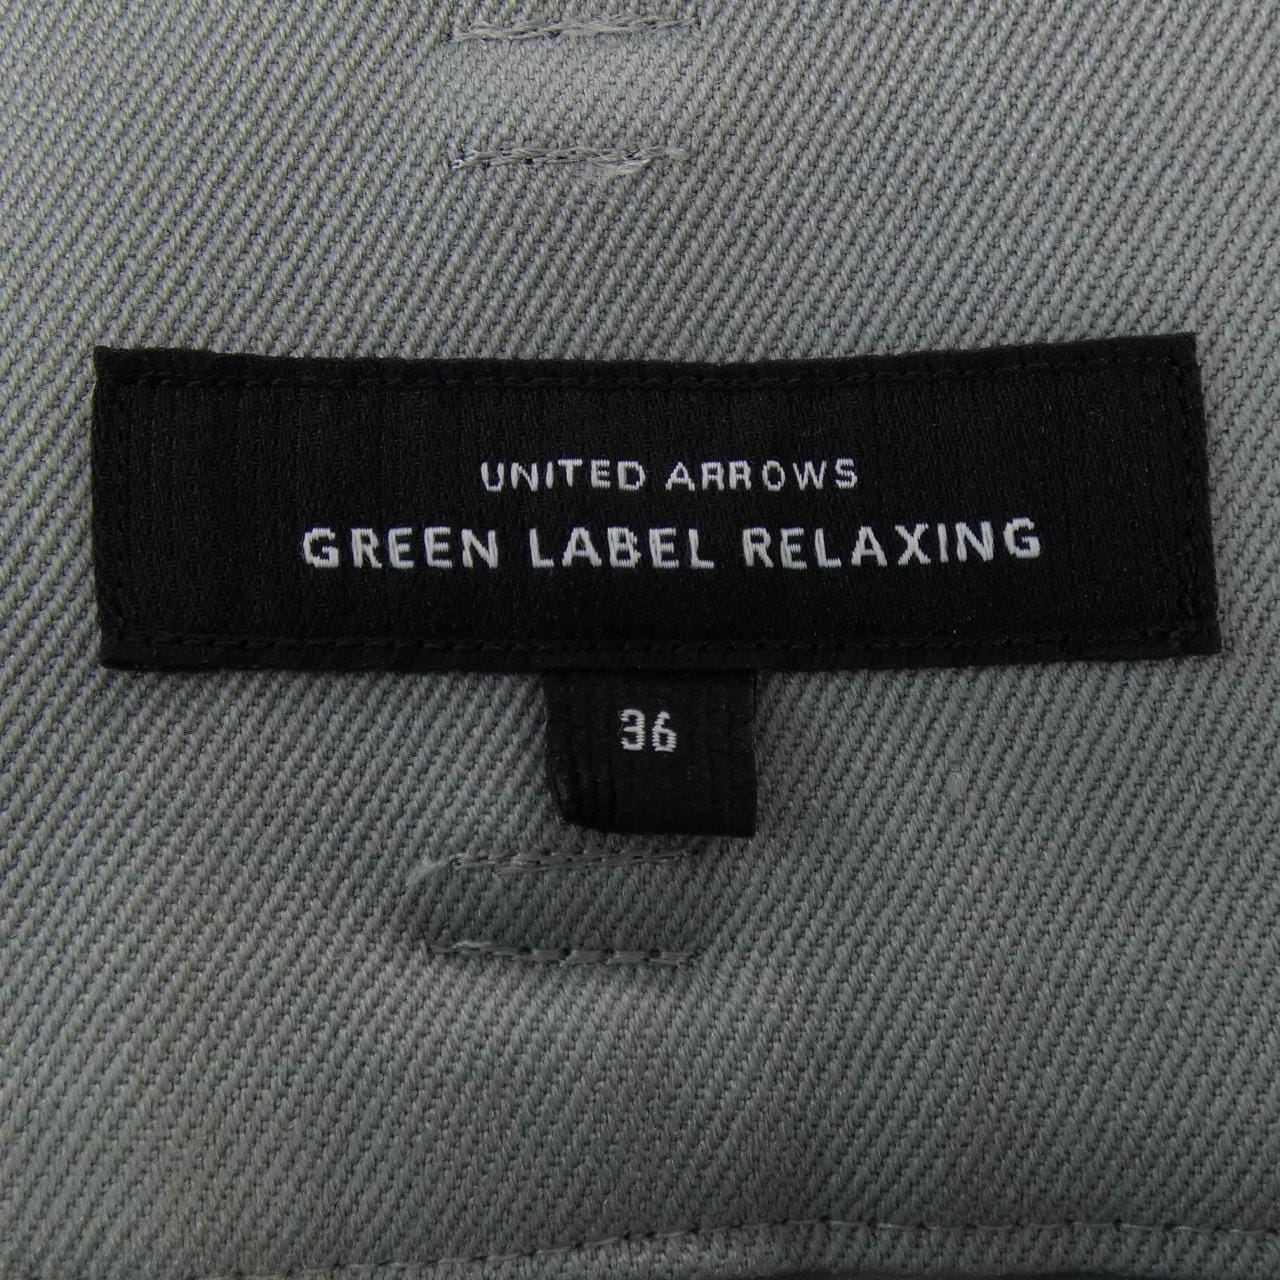 UNITED ARROWS
GREEN LABEL RELAXING
36